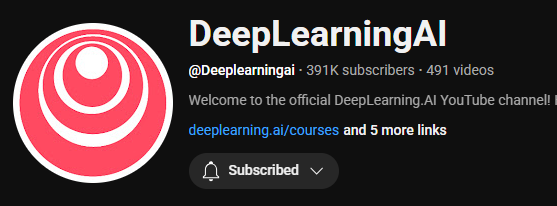 DeepLearningAI
@Deeplearningai · 391K subscribers · 491 videos
Welcome to the official DeepLearning.AI YouTube channel!
deeplearning.ai/courses and 5 more links
Subscribed